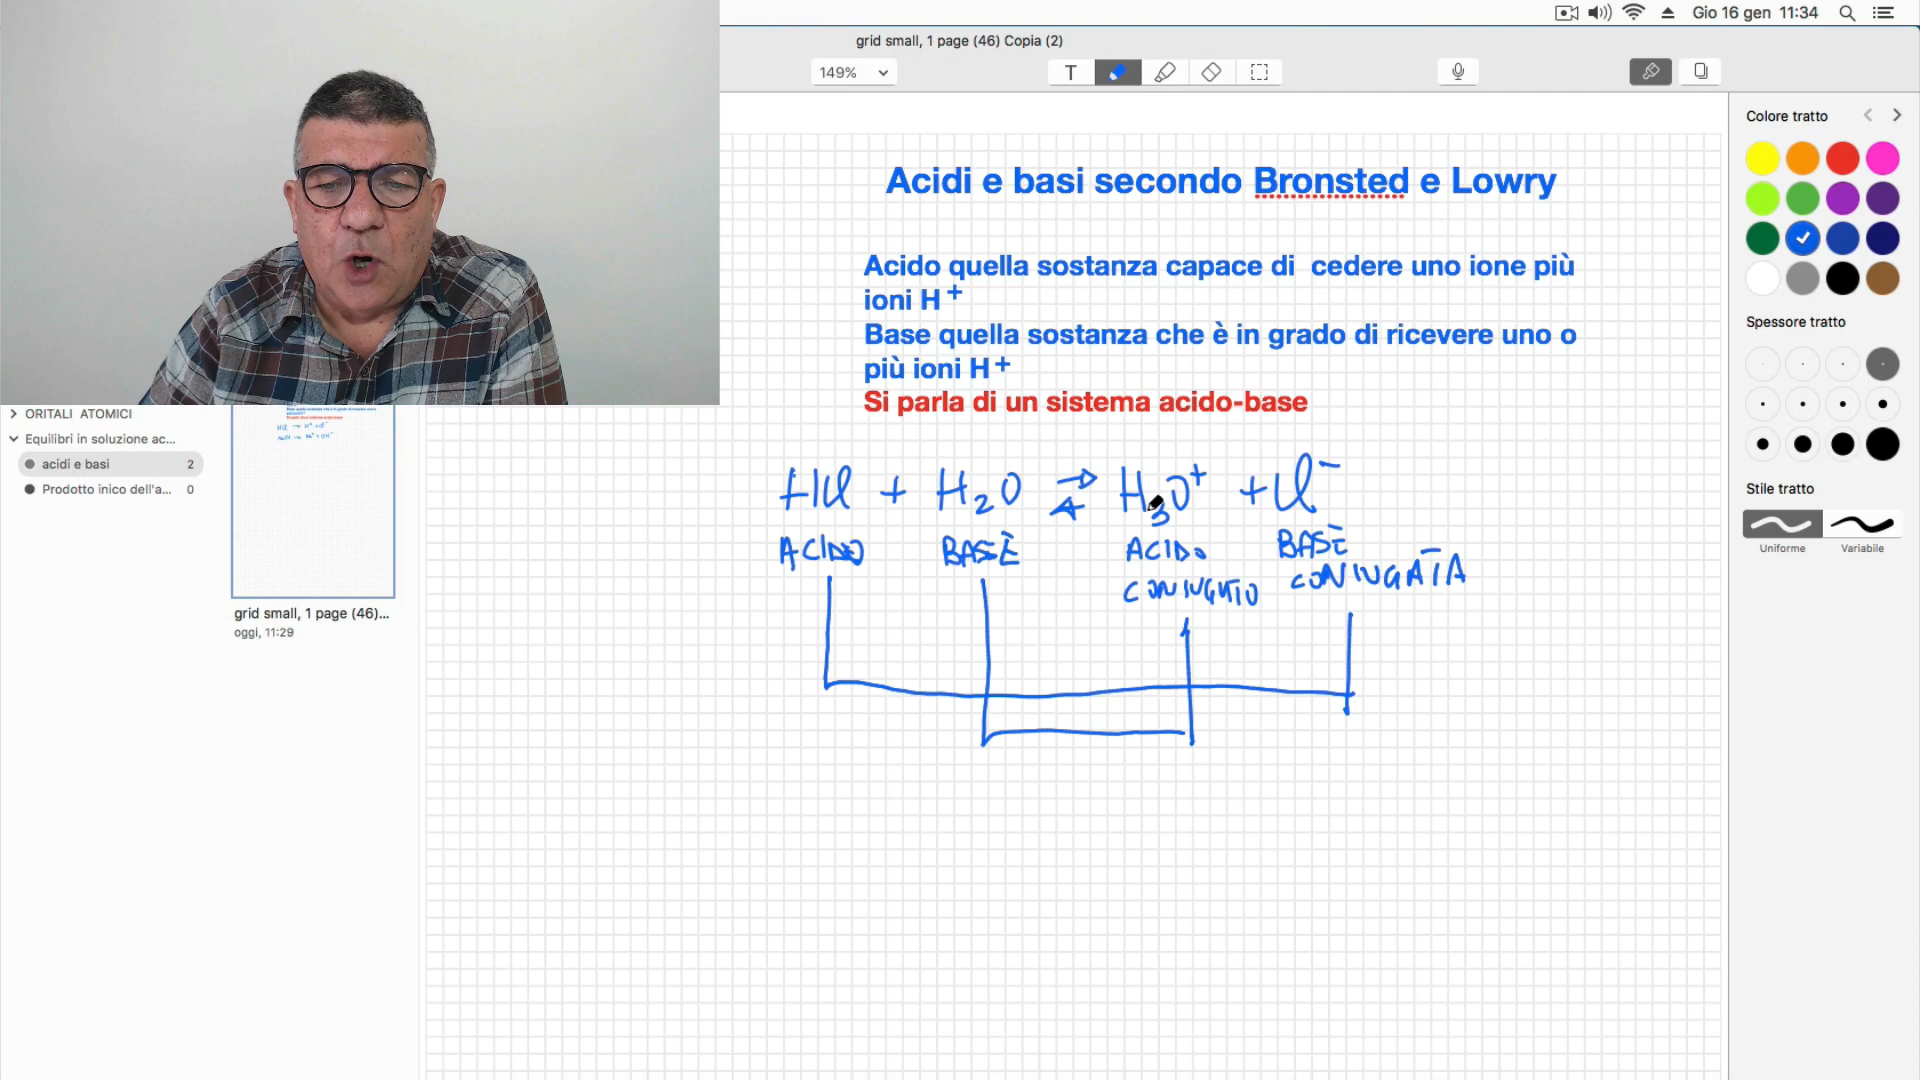 Gio 16 gen 11:34
grid small, 1 page (46) Copia (2)
149%
T
Colore tratto
Acidi e basi secondo Bronsted e Lowry
Acido quella sostanza capace di cedere uno ione più
ioni H +
Base quella sostanza che è in grado di ricevere uno o
più ioni H +
Si parla di un sistema acido-base
Spessore tratto
Stile tratto
Uniforme
Variabile
ORITALI ATOMICI
Equilibri in soluzione ac...
acidi e basi 2
Prodotto inico dell'a... 0
grid small, 1 page (46)...
oggi, 11:29
HCl + H2O ⇌ H3O+ + Cl-
ACIDO BASE ACIDO BASE
CONIUGATO CONIUGATA